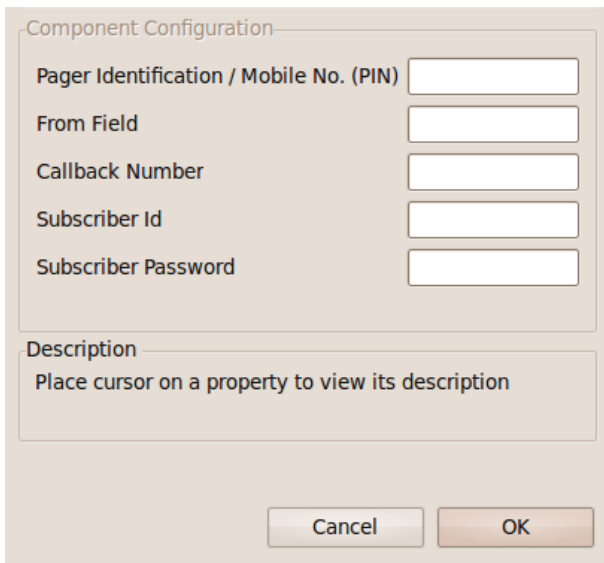 Component Configuration
Pager Identification / Mobile No. (PIN)
From Field
Callback Number
Subscriber Id
Subscriber Password
Description
Place cursor on a property to view its description
Cancel OK